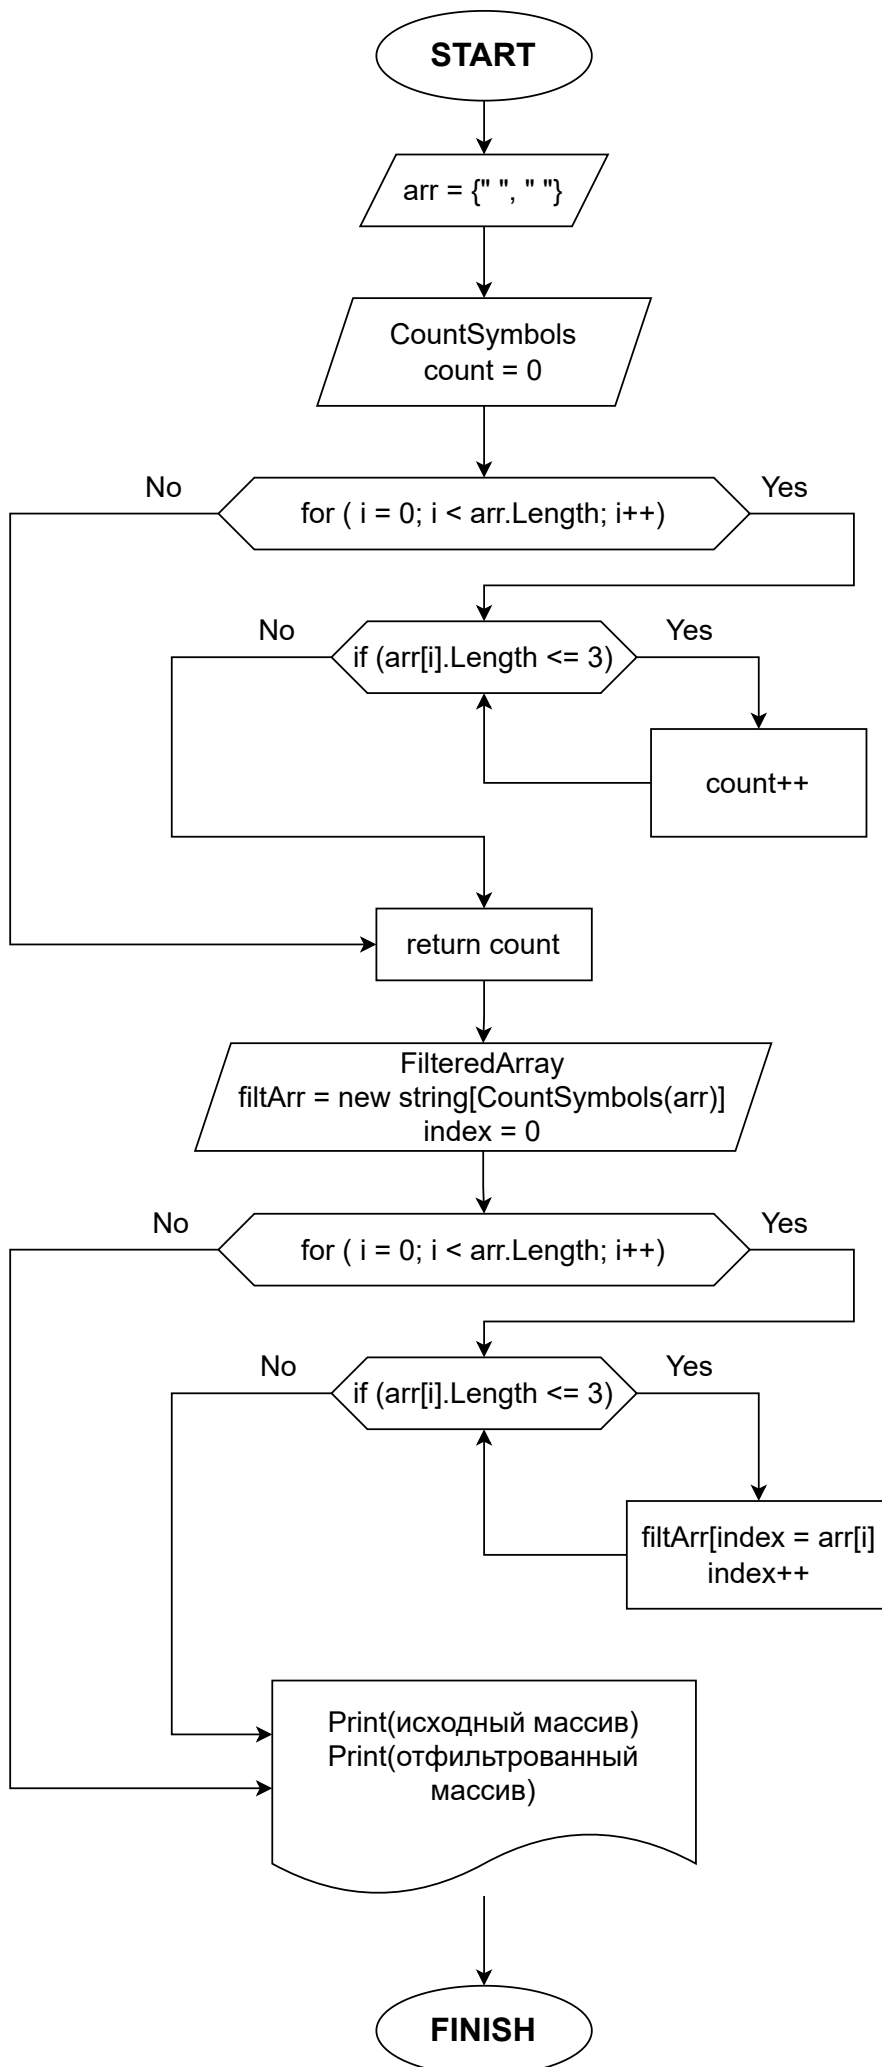 START
arr = {" ", " "}
CountSymbols
count = 0
No
Yes
for ( i = 0; i < arr.Length; i++)
No
Yes
if (arr[i].Length <= 3)
count++
return count
FilteredArray
filtArr = new string[CountSymbols(arr)]
index = 0
No
Yes
for ( i = 0; i < arr.Length; i++)
No
Yes
if (arr[i].Length <= 3)
filtArr[index = arr[i]
index++
Print(исходный массив)
Print(отфильтрованный
массив)
FINISH